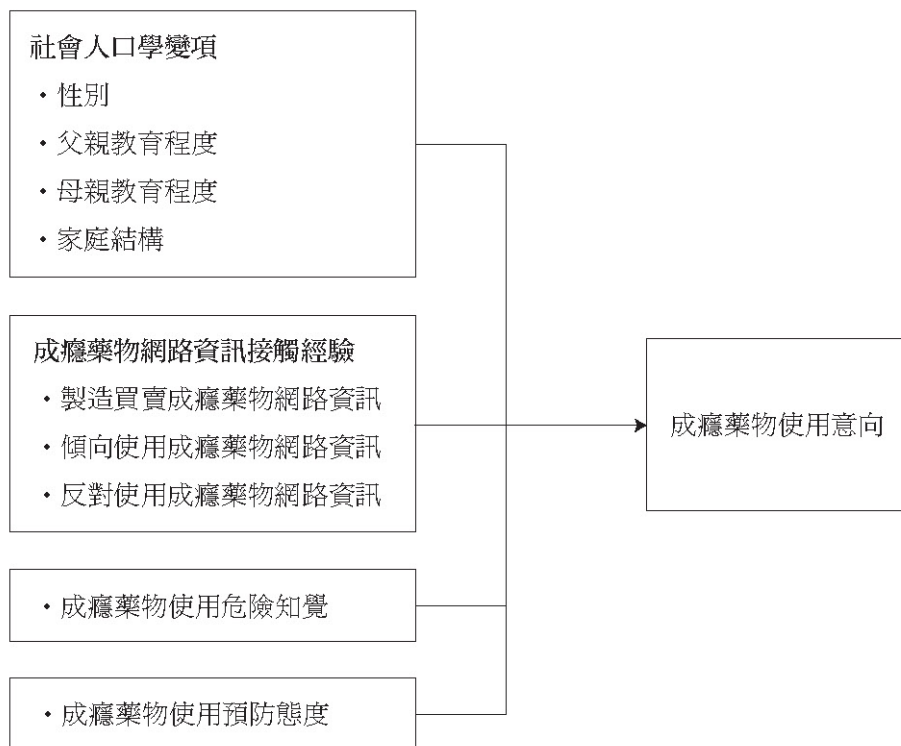 社會人口學變項
・性別
・父親教育程度
・母親教育程度
・家庭結構
成癮藥物網路資訊接觸經驗
・製造買賣成癮藥物網路資訊
・傾向使用成癮藥物網路資訊
・反對使用成癮藥物網路資訊
・成癮藥物使用危險知覺
・成癮藥物使用預防態度
成癮藥物使用意向